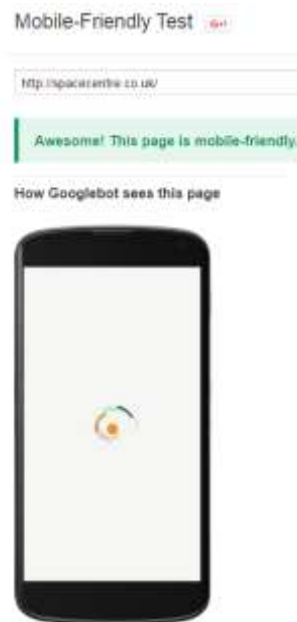 Mobile-Friendly Test
http://spacecentre.co.uk/
Awesome! This page is mobile-friendly.
How Googlebot sees this page